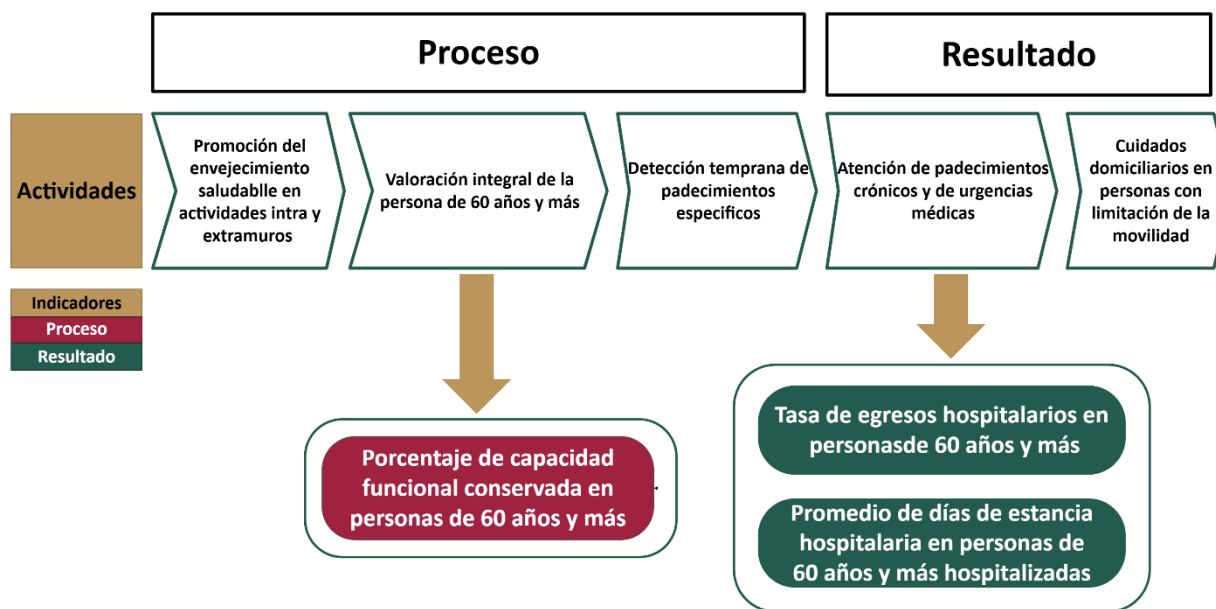 Proceso
Resultado
Actividades
Promoción del
envejecimiento
saludablle en
actividades intra y
extramuros
Valoración integral de la
persona de 60 años y más
Detección temprana de
padecimientos
especificos
Atención de padecimientos
crónicos y de urgencias
médicas
Cuidados
domiciliarios en
personas con
limitación de la
movilidad
Indicadores
Proceso
Resultado
Porcentaje de capacidad
funcional conservada en
personas de 60 años y más
Tasa de egresos hospitalarios en
personasde 60 años y más
Promedio de días de estancia
hospitalaria en personas de
60 años y más hospitalizadas